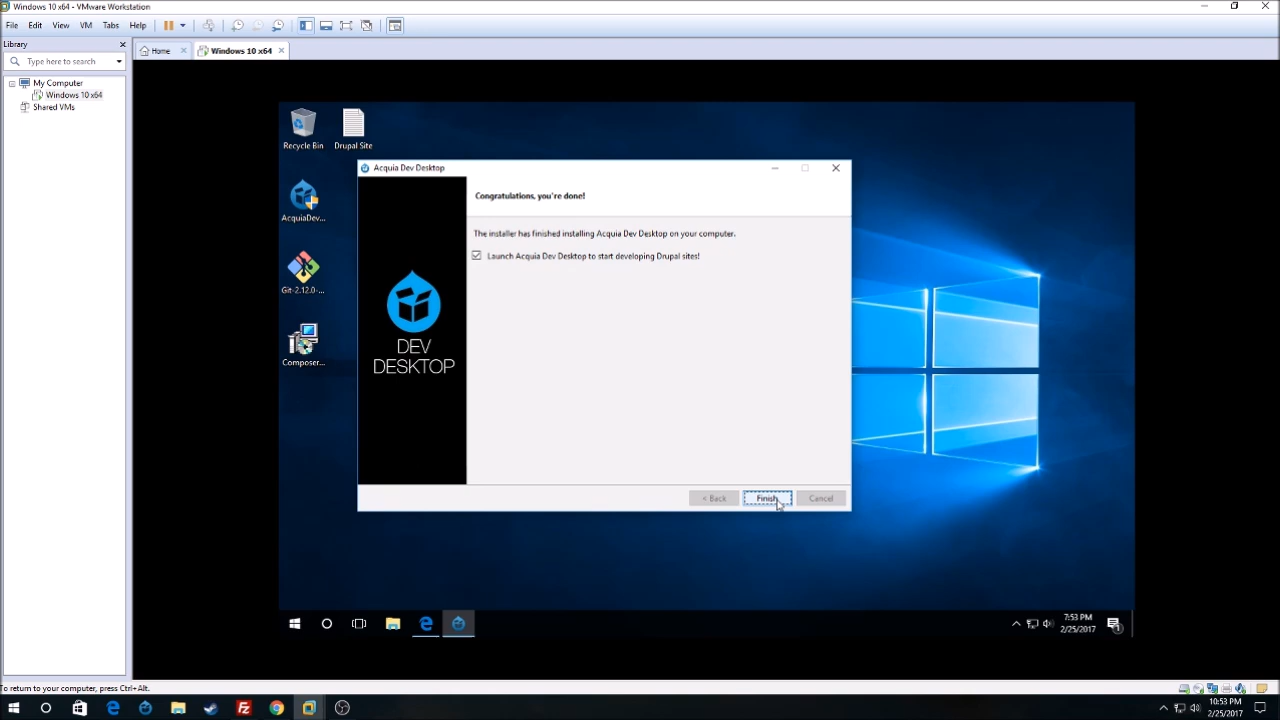 Windows 10 x64 - VMware Workstation
File Edit View VM Tabs Help
Library
Home
Windows 10 x64
Type here to search
My Computer
Windows 10 x64
Shared VMs
Recycle Bin
Drupal Site
AcquiaDev...
Git-2.12.0-...
Composer...
Acquia Dev Desktop
Congratulations, you're done!
The installer has finished installing Acquia Dev Desktop on your computer.
Launch Acquia Dev Desktop to start developing Drupal sites!
DEV
DESKTOP
< Back
Finish
Cancel
7:53 PM
2/25/2017
1
To return to your computer, press Ctrl+Alt.
10:53 PM
2/25/2017